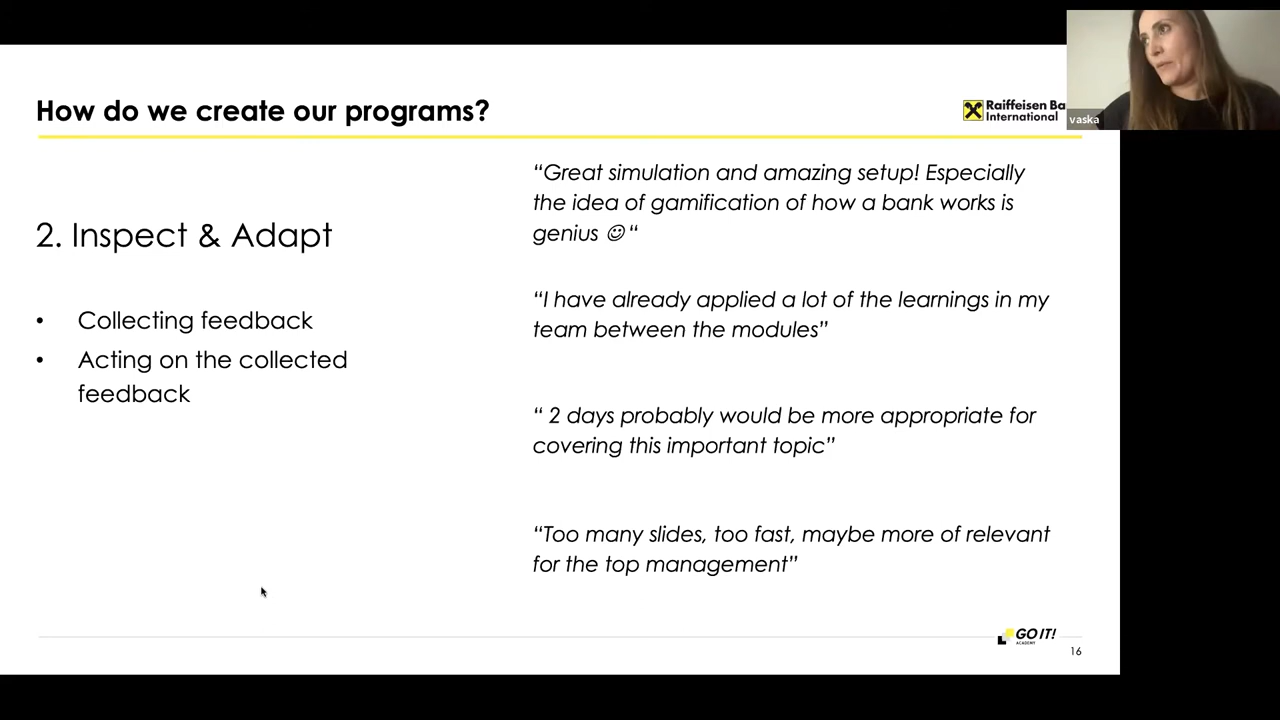 How do we create our programs?
Raiffeisen Ba
International
vaska
2. Inspect & Adapt
• Collecting feedback
• Acting on the collected
feedback
“Great simulation and amazing setup! Especially
the idea of gamification of how a bank works is
genius ☺ “
“I have already applied a lot of the learnings in my
team between the modules”
“ 2 days probably would be more appropriate for
covering this important topic”
“Too many slides, too fast, maybe more of relevant
for the top management”
GO IT!
ACADEMY
16